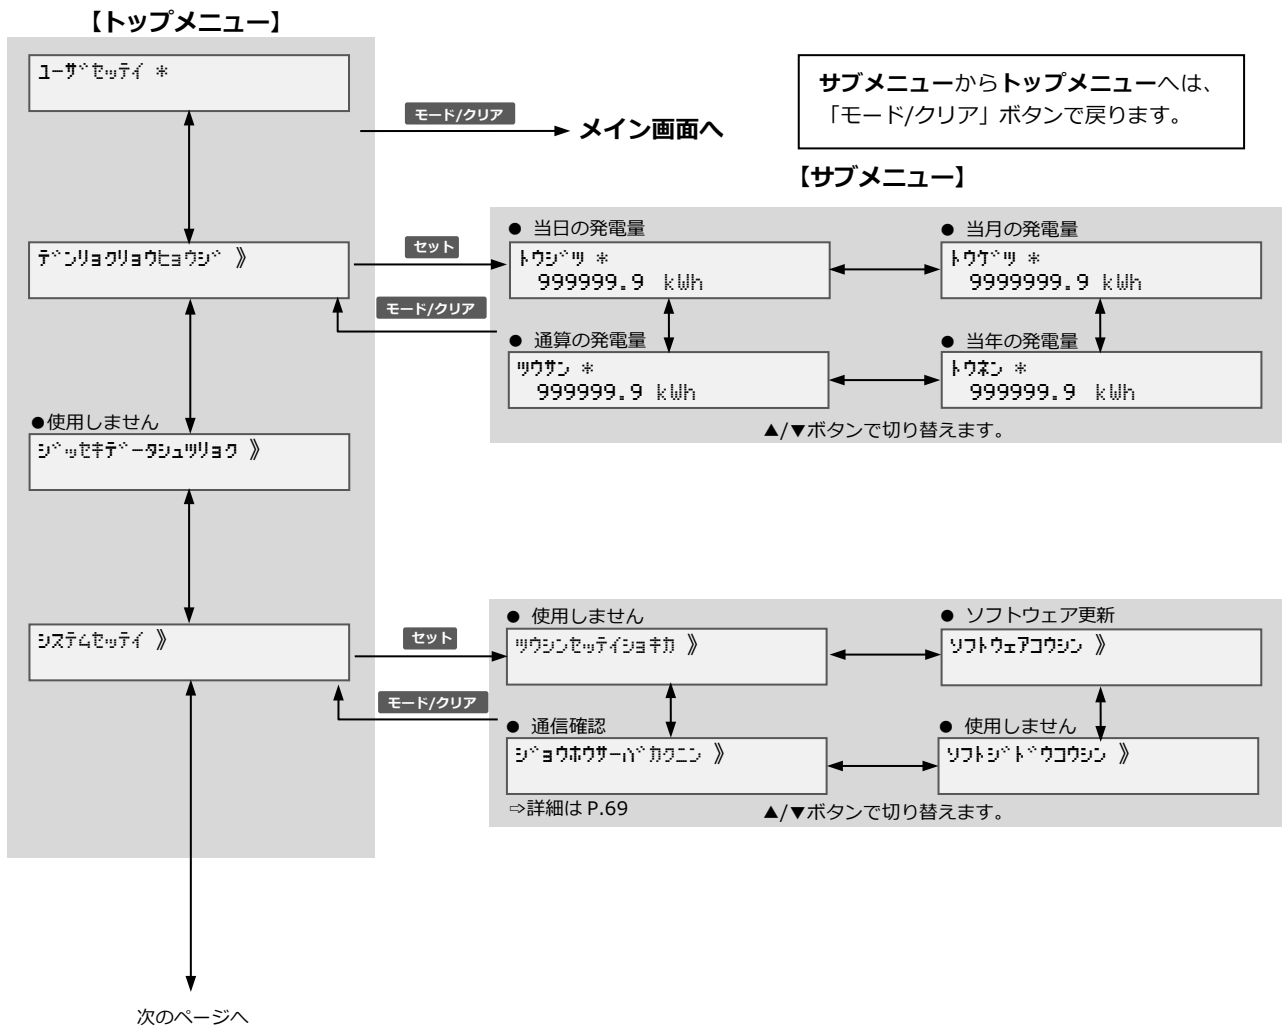 【トップメニュー】
ユーザ゛セッテイ ＊
モード/クリア
メイン画面へ
サブメニューからトップメニューへは、
「モード/クリア」ボタンで戻ります。
【サブメニュー】
デ゛ンリョクリョウヒョウジ゛ 》
セット
モード/クリア
● 当日の発電量
トウジ゛ツ ＊
999999.9 kWh
● 当月の発電量
トウゲ゛ツ ＊
9999999.9 kWh
● 通算の発電量
ツウサン ＊
999999.9 kWh
● 当年の発電量
トウネン ＊
999999.9 kWh
▲/▼ボタンで切り替えます。
●使用しません
ジ゛ッセキデ゛ータシュツリョク 》
システムセッテイ 》
セット
モード/クリア
● 使用しません
ツウシンセッテイショキカ 》
● ソフトウェア更新
ソフトウェアコウシン 》
● 通信確認
ジ゛ョウホウサーバ゛カクニン 》
● 使用しません
ソフトジ゛ト゛ウコウシン 》
⇨詳細は P.69
▲/▼ボタンで切り替えます。
次のページへ